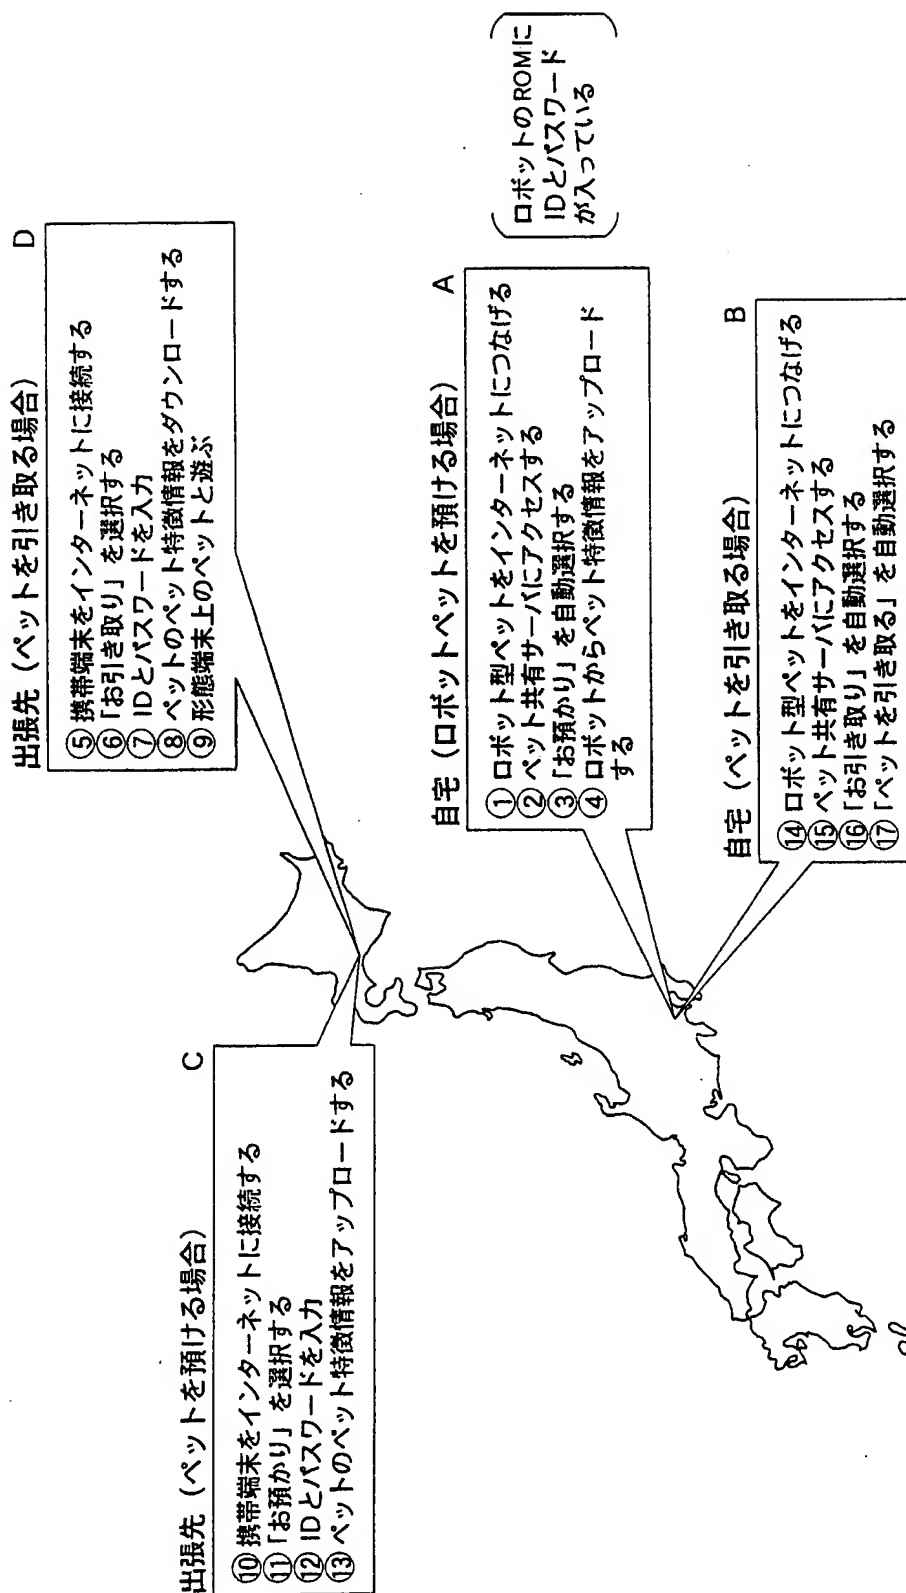 出張先（ペットを引き取る場合）
D
⑤携帯端末をインターネットに接続する
⑥「お引き取り」を選択する
⑦IDとパスワードを入力
⑧ペットのペット特徴情報をダウンロードする
⑨形態端末上のペットと遊ぶ
出張先（ペットを預ける場合）
C
⑩携帯端末をインターネットに接続する
⑪「お預かり」を選択する
⑫IDとパスワードを入力
⑬ペットのペット特徴情報をアップロードする
自宅（ロボットペットを預ける場合）
A
①ロボット型ペットをインターネットにつなげる
②ペット共有サーバにアクセスする
③「お預かり」を自動選択する
④ロボットからペット特徴情報をアップロード
する
ロボットのROMに
IDとパスワード
が入っている
自宅（ペットを引き取る場合）
B
⑭ロボット型ペットをインターネットにつなげる
⑮ペット共有サーバにアクセスする
⑯「お引き取り」を自動選択する
⑰「ペットを引き取る」を自動選択する